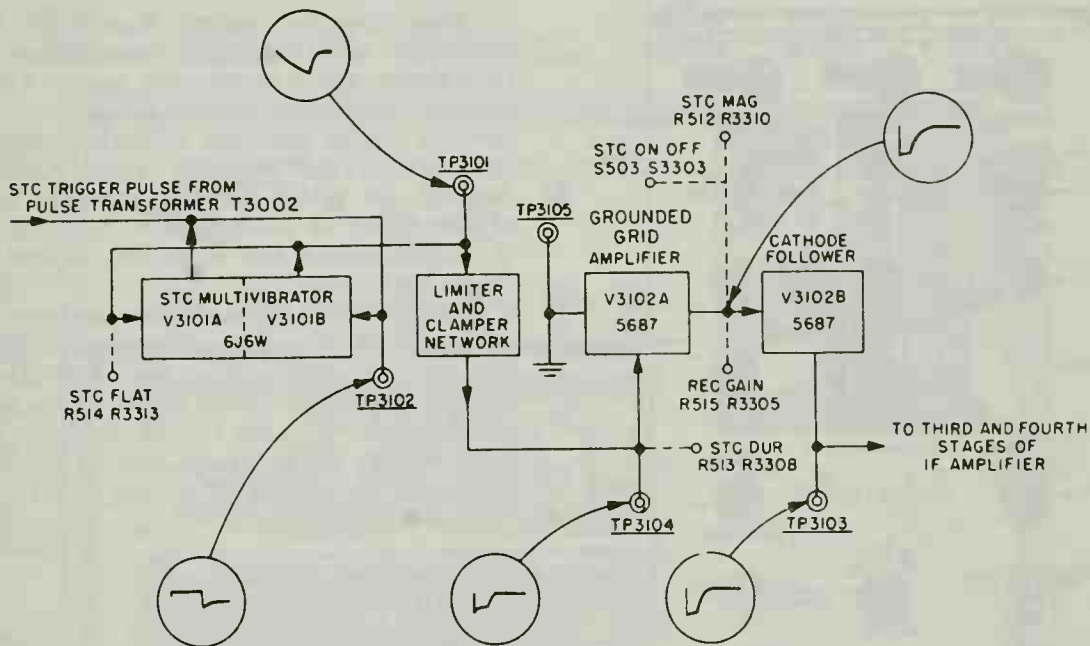 TP3101
STC TRIGGER PULSE FROM
PULSE TRANSFORMER T3002
STC MAG
R512 R3310
STC ON OFF
S503 S3303
TP3105
GROUNDED
GRID
AMPLIFIER
CATHODE
FOLLOWER
STC MULTIVIBRATOR
V3101A V3101B
6J6W
LIMITER
AND
CLAMPER
NETWORK
V3102A
5687
V3102B
5687
STC FLAT
R514 R3313
TP3102
REC GAIN
R515 R3305
STC DUR
R513 R3308
TO THIRD AND FOURTH
STAGES OF
IF AMPLIFIER
TP3104
TP3103